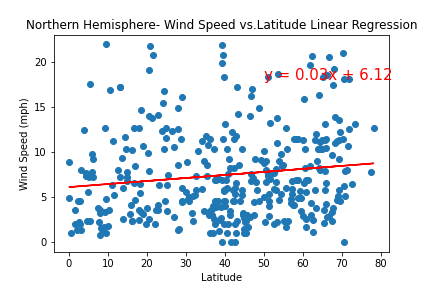 Northern Hemisphere- Wind Speed vs.Latitude Linear Regression
y = 0.03x + 6.12
20
15
10
5
0
Wind Speed (mph)
0 10 20 30 40 50 60 70 80
Latitude